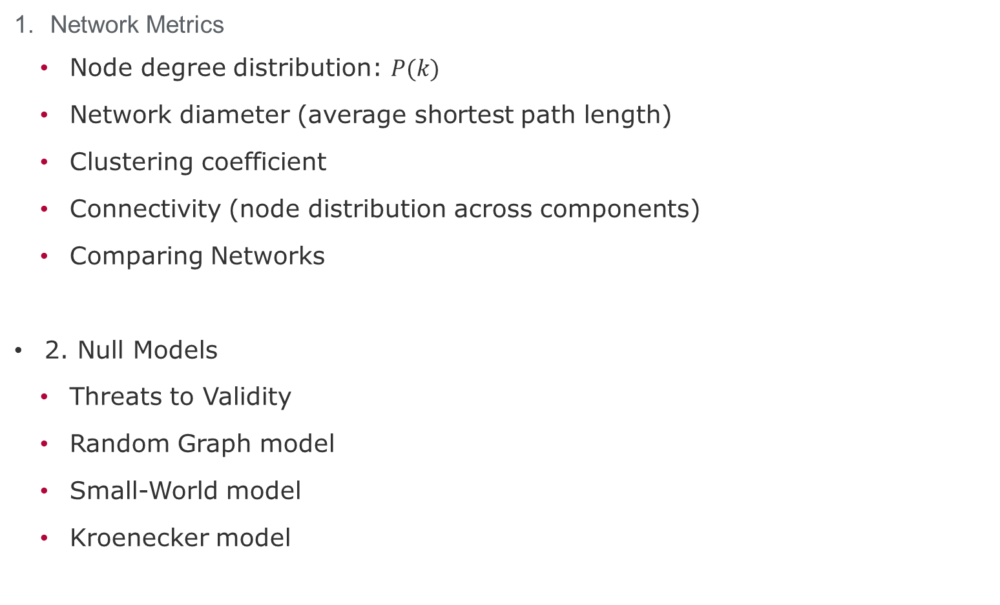 1. Network Metrics
• Node degree distribution: P(k)
• Network diameter (average shortest path length)
• Clustering coefficient
• Connectivity (node distribution across components)
• Comparing Networks
• 2. Null Models
• Threats to Validity
• Random Graph model
• Small-World model
• Kroenecker model